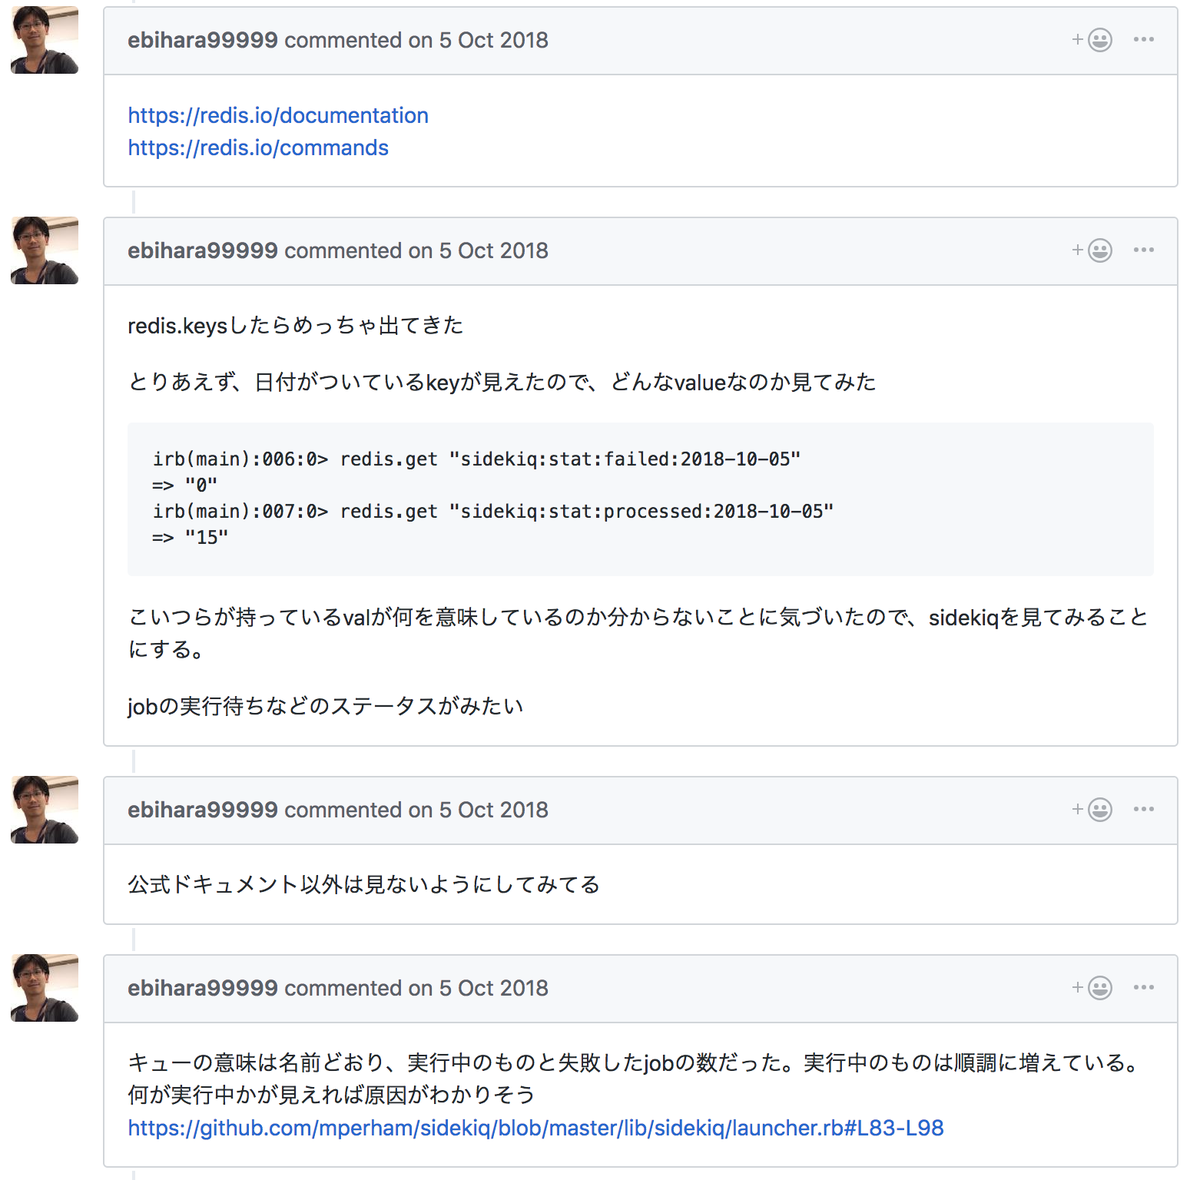 ebihara99999 commented on 5 Oct 2018
https://redis.io/documentation
https://redis.io/commands
ebihara99999 commented on 5 Oct 2018
redis.keysしたらめっちゃ出てきた
とりあえず、日付がついているkeyが見えたので、どんなvalueなのか見てみた
irb(main):006:0> redis.get "sidekiq:stat:failed:2018-10-05"
=> "0"
irb(main):007:0> redis.get "sidekiq:stat:processed:2018-10-05"
=> "15"
こいつらが持っているvalが何を意味しているのか分からないことに気づいたので、sidekiqを見てみること
にする。
jobの実行待ちなどのステータスがみたい
ebihara99999 commented on 5 Oct 2018
公式ドキュメント以外は見ないようにしてみてる
ebihara99999 commented on 5 Oct 2018
キューの意味は名前どおり、実行中のものと失敗したjobの数だった。実行中のものは順調に増えている。
何が実行中かが見えれば原因がわかりそう
https://github.com/mperham/sidekiq/blob/master/lib/sidekiq/launcher.rb#L83-L98